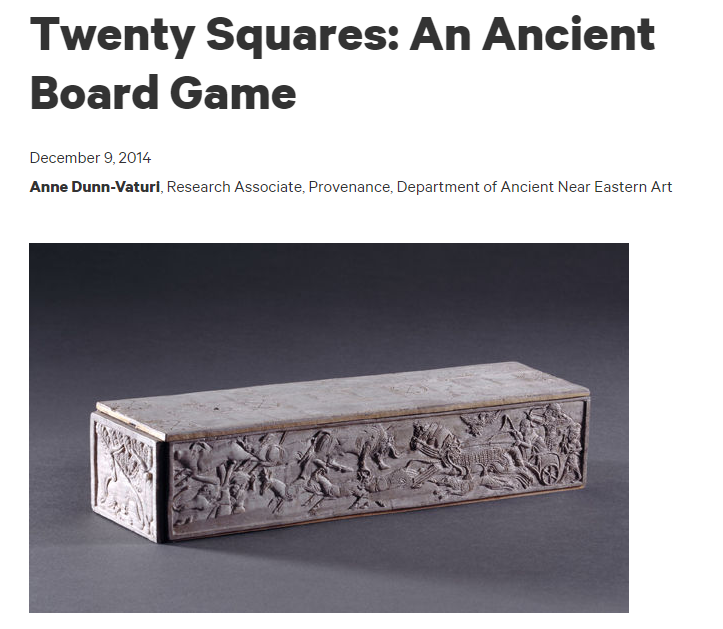 Twenty Squares: An Ancient
Board Game
December 9, 2014
Anne Dunn-Vaturi, Research Associate, Provenance, Department of Ancient Near Eastern Art